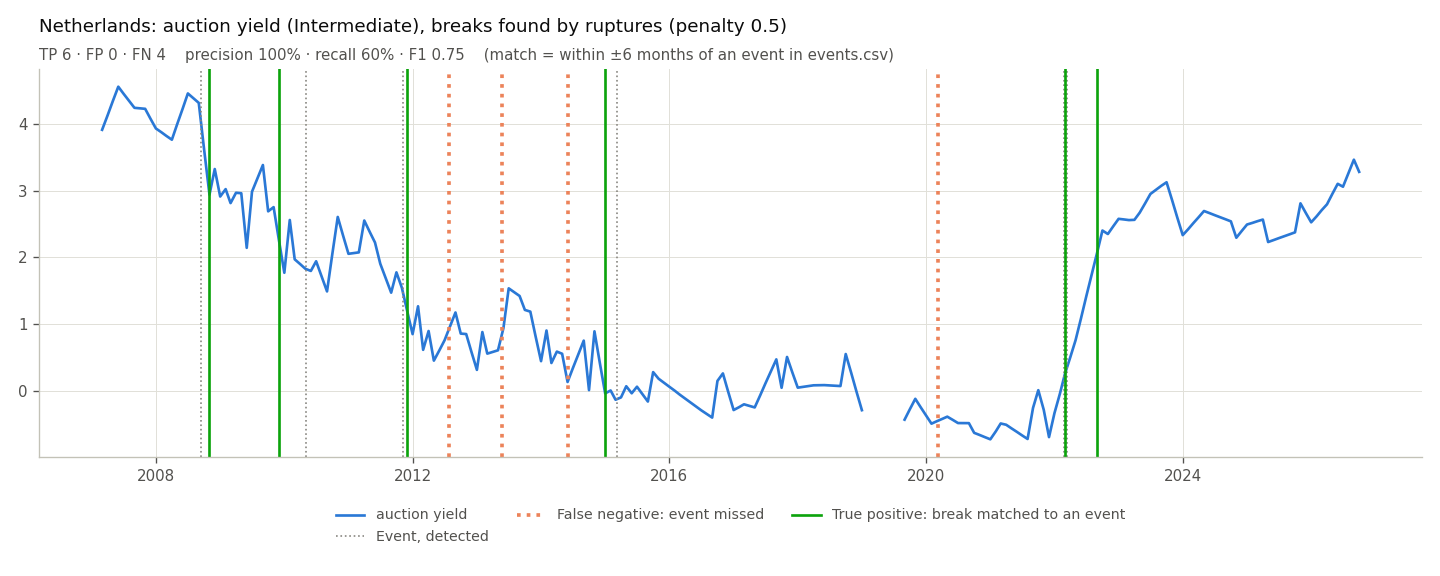 Netherlands: auction yield (Intermediate), breaks found by ruptures (penalty 0.5)
TP 6 · FP 0 · FN 4    precision 100% · recall 60% · F1 0.75    (match = within ±6 months of an event in events.csv)
4
3
2
1
0
2008 2012 2016 2020 2024
auction yield False negative: event missed True positive: break matched to an event
Event, detected